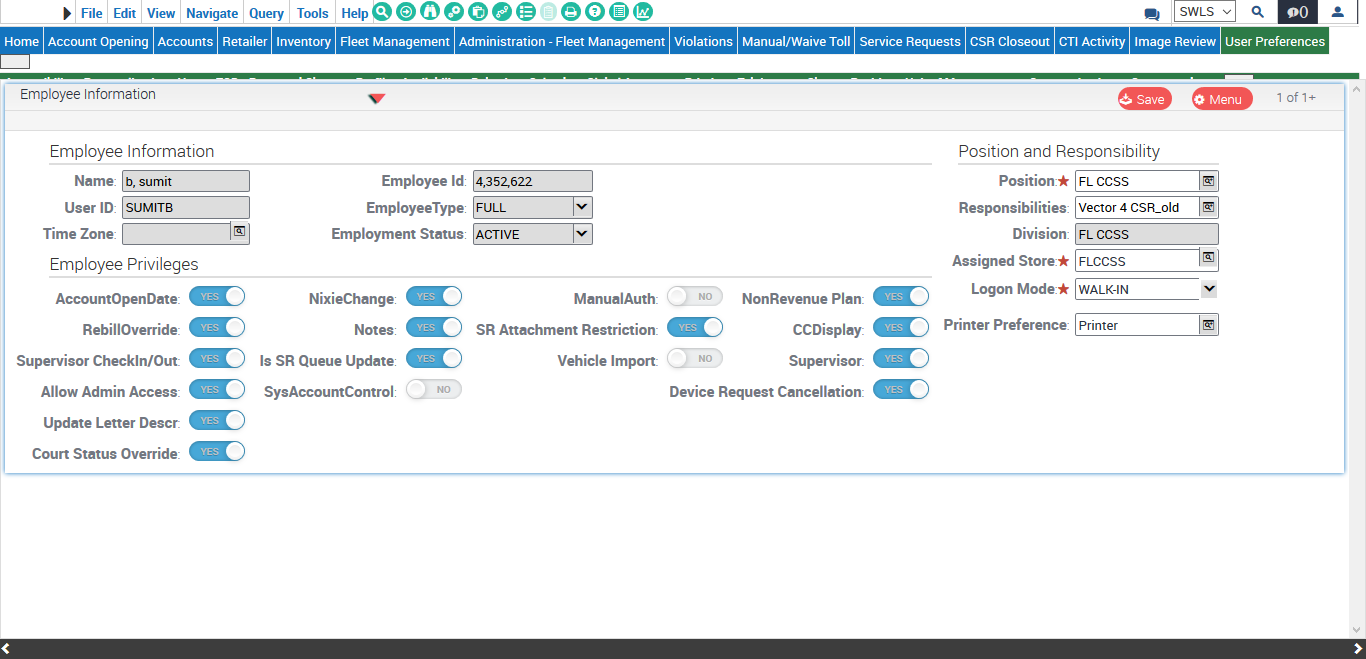 File Edit View Navigate Query Tools Help SWLS 0
Home Account Opening Accounts Retailer Inventory Fleet Management Administration - Fleet Management Violations Manual/Waive Toll Service Requests CSR Closeout CTI Activity Image Review User Preferences
Employee Information Save Menu 1 of 1+
Employee Information Position and Responsibility
Name: b, sumit Employee Id: 4,352,622 Position:★ FL CCSS
User ID: SUMITB EmployeeType: FULL Responsibilities: Vector 4 CSR_old
Time Zone: Employment Status: ACTIVE Division: FL CCSS
Employee Privileges Assigned Store:★ FLCCSS
AccountOpenDate: YES NixieChange: YES ManualAuth: NO NonRevenue Plan: YES Logon Mode:★ WALK-IN
RebillOverride: YES Notes: YES SR Attachment Restriction: YES CCDisplay: YES Printer Preference: Printer
Supervisor CheckIn/Out: YES Is SR Queue Update: YES Vehicle Import: NO Supervisor: YES
Allow Admin Access: YES SysAccountControl: NO Device Request Cancellation: YES
Update Letter Descr: YES
Court Status Override: YES